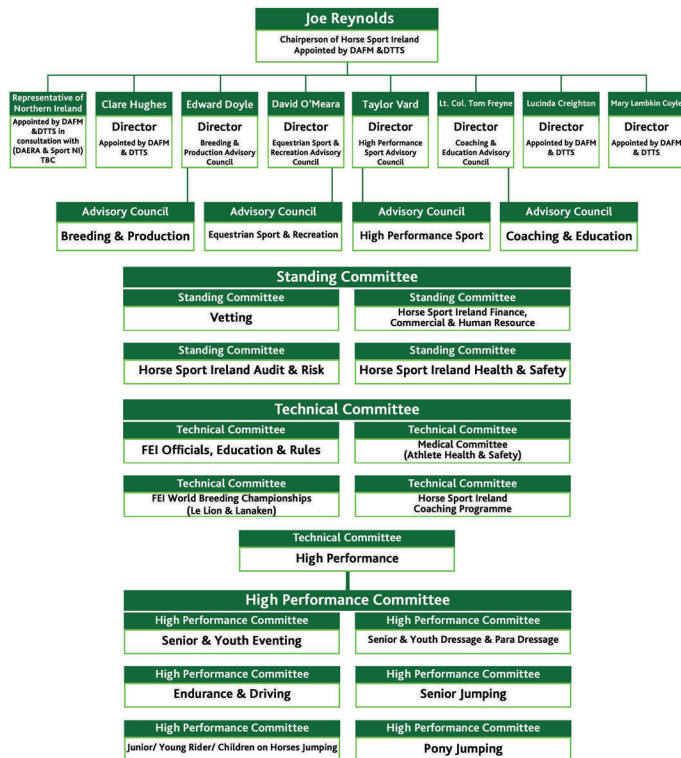 Joe Reynolds
Chairperson of Horse Sport Ireland
Appointed by DAFM &DTTS
Representative of
Northern Ireland
Appointed by DAFM
&DTTS in
consultation with
(DAERA & Sport NI)
TBC
Clare Hughes
Director
Appointed by DAFM
& DTTS
Edward Doyle
Director
Breeding &
Production Advisory
Council
David O'Meara
Director
Equestrian Sport &
Recreation Advisory
Council
Taylor Vard
Director
High Performance
Sport Advisory
Council
Lt. Col. Tom Freyne
Director
Coaching &
Education Advisory
Council
Lucinda Creighton
Director
Appointed by DAFM
& DTTS
Mary Lambkin Coyle
Director
Appointed by DAFM
& DTTS
Advisory Council
Breeding & Production
Advisory Council
Equestrian Sport & Recreation
Advisory Council
High Performance Sport
Advisory Council
Coaching & Education
Standing Committee
Standing Committee
Vetting
Standing Committee
Horse Sport Ireland Finance,
Commercial & Human Resource
Standing Committee
Horse Sport Ireland Audit & Risk
Standing Committee
Horse Sport Ireland Health & Safety
Technical Committee
Technical Committee
FEI Officials, Education & Rules
Technical Committee
Medical Committee
(Athlete Health & Safety)
Technical Committee
FEI World Breeding Championships
(Le Lion & Lanaken)
Technical Committee
Horse Sport Ireland
Coaching Programme
Technical Committee
High Performance
High Performance Committee
High Performance Committee
Senior & Youth Eventing
High Performance Committee
Senior & Youth Dressage & Para Dressage
High Performance Committee
Endurance & Driving
High Performance Committee
Senior Jumping
High Performance Committee
Junior/ Young Rider/ Children on Horses Jumping
High Performance Committee
Pony Jumping